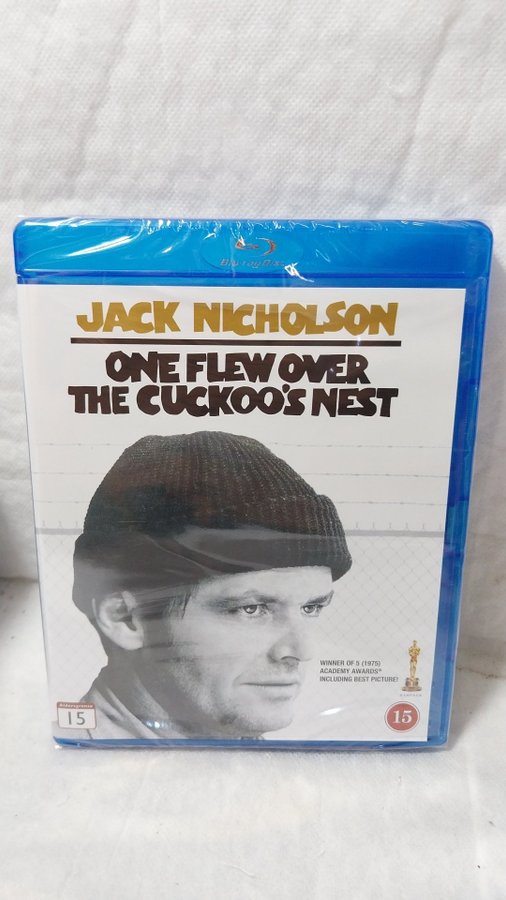 Blu-ray Disc
JACK NICHOLSON
ONE FLEW OVER
THE CUCKOO'S NEST
WINNER OF 5 (1975)
ACADEMY AWARDS®
INCLUDING BEST PICTURE!
Aldersgrense
15
15